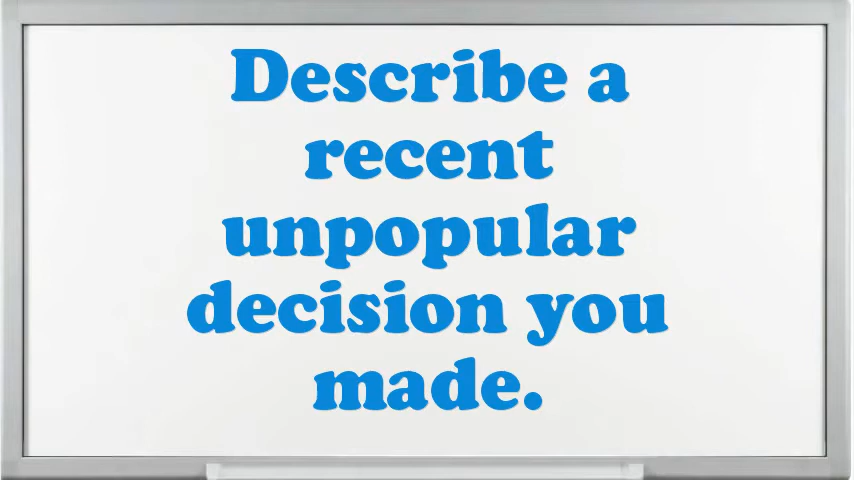 Describe a
recent
unpopular
decision you
made.